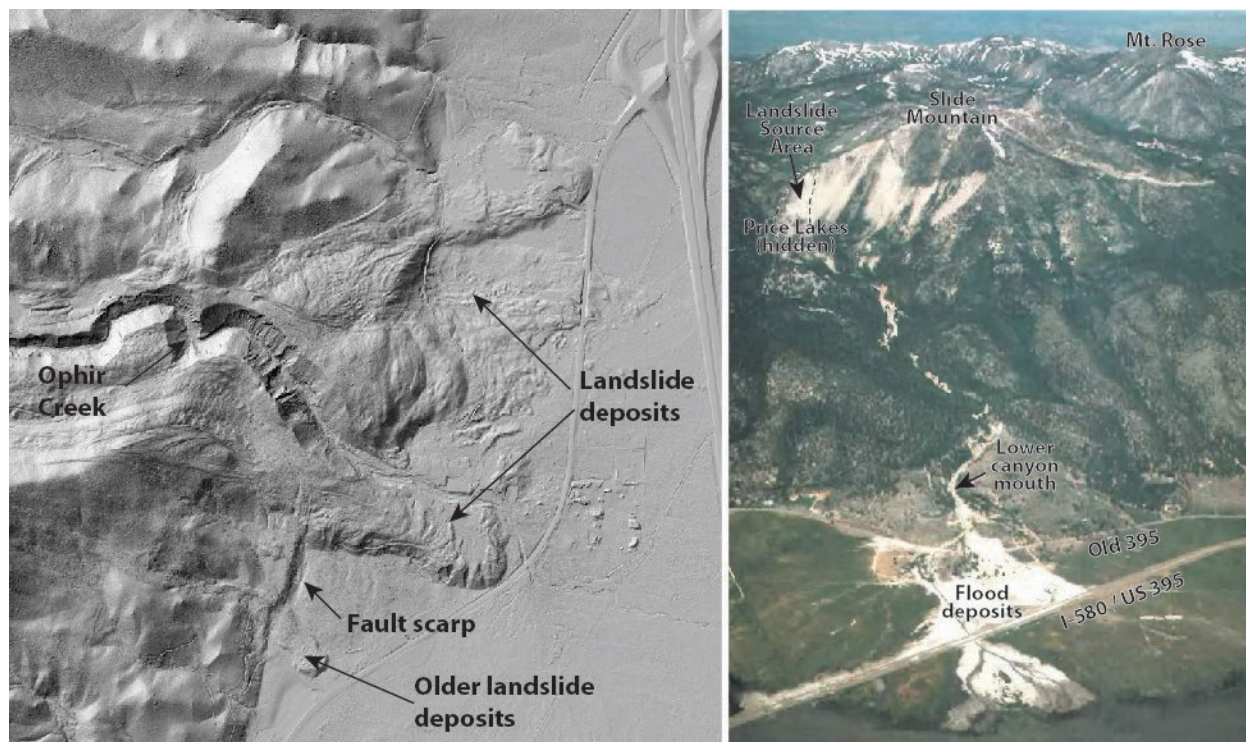 Ophir
Creek
Landslide
deposits
Fault scarp
Older landslide
deposits
Mt. Rose
Slide
Mountain
Landslide
Source
Area
Price Lakes
(hidden)
Lower
canyon
mouth
Old 395
Flood
deposits
I-580 / US 395